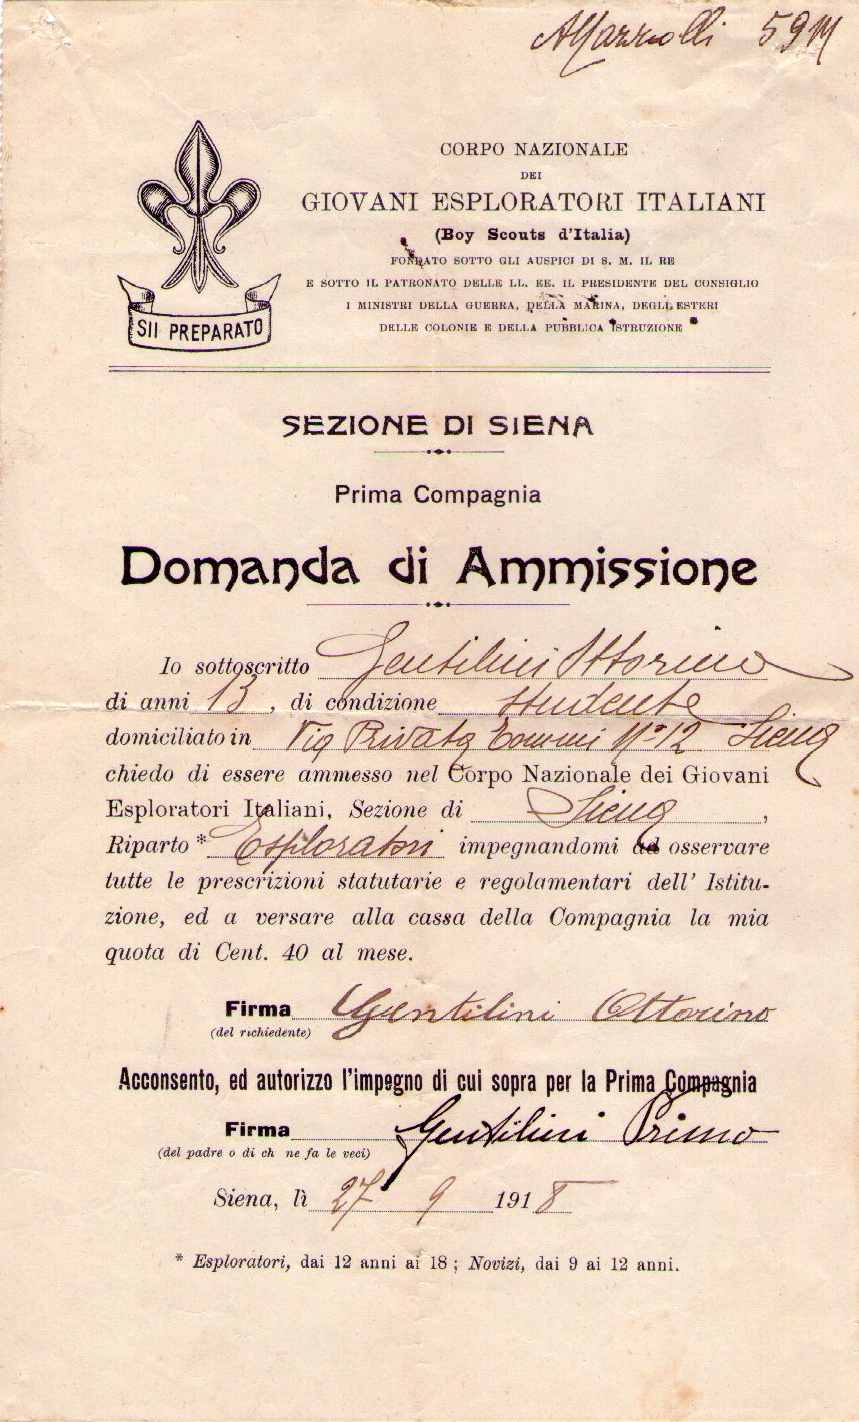 59
CORPO NAZIONALE
DEI
GIOVANI ESPLORATORI ITALIANI
(Boy Scouts d'Italia)
FONDATO SOTTO GLI AUSPICI DI S. M. IL RE
E SOTTO IL PATRONATO DELLE LL. EE. IL PRESIDENTE DEL CONSIGLIO
I MINISTRI DELLA GUERRA, DELLA MARINA, DEGLI ESTERI
DELLE COLONIE E DELLA PUBBLICA ISTRUZIONE
SII PREPARATO
SEZIONE DI SIENA
Prima Compagnia
Domanda di Ammissione
Io sottoscritto Gentilini Ottorino
di anni 13, di condizione studente
domiciliato in Via Privata N° 12 Siena
chiedo di essere ammesso nel Corpo Nazionale dei Giovani
Esploratori Italiani, Sezione di Siena,
Riparto * Esploratori impegnandomi ad osservare
tutte le prescrizioni statutarie e regolamentari dell' Istitu-
zione, ed a versare alla cassa della Compagnia la mia
quota di Cent. 40 al mese.
Firma Gentilini Ottorino
(del richiedente)
Acconsento, ed autorizzo l'impegno di cui sopra per la Prima Compagnia
Firma Gentilini Primo
(del padre o di ch ne fa le veci)
Siena, lì 27 9 1918
* Esploratori, dai 12 anni ai 18 ; Novizi, dai 9 ai 12 anni.